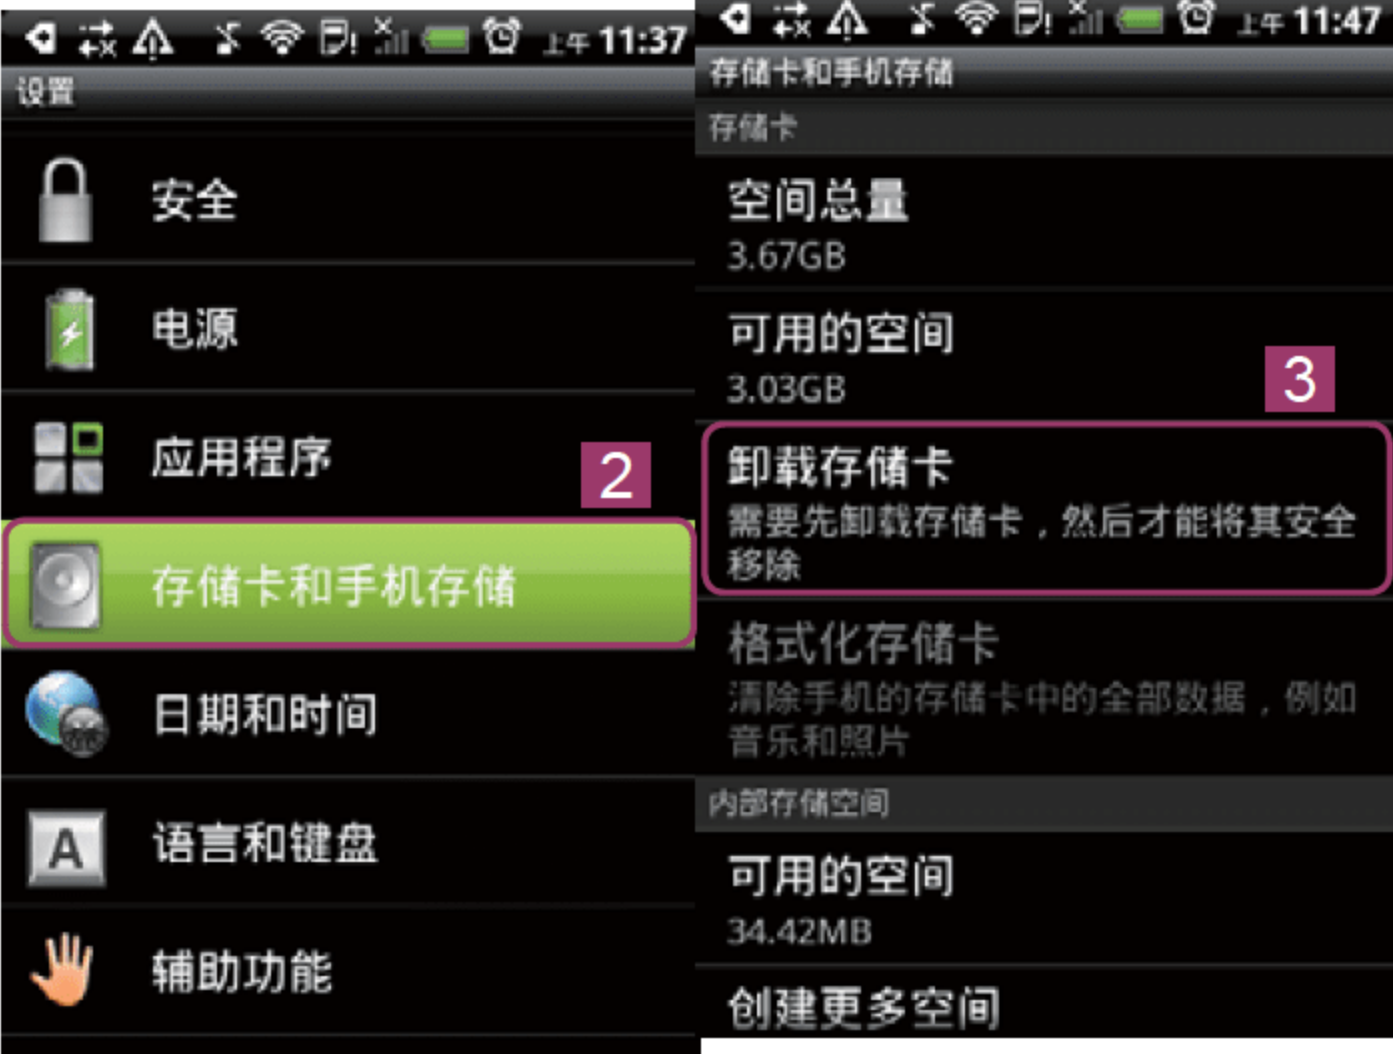 上午 11:37
设置
安全
电源
应用程序
2
存储卡和手机存储
日期和时间
A
语言和键盘
辅助功能
上午 11:47
存储卡和手机存储
存储卡
空间总量
3.67GB
可用的空间
3.03GB
3
卸载存储卡
需要先卸载存储卡，然后才能将其安全
移除
格式化存储卡
清除手机的存储卡中的全部数据，例如
音乐和照片
内部存储空间
可用的空间
34.42MB
创建更多空间